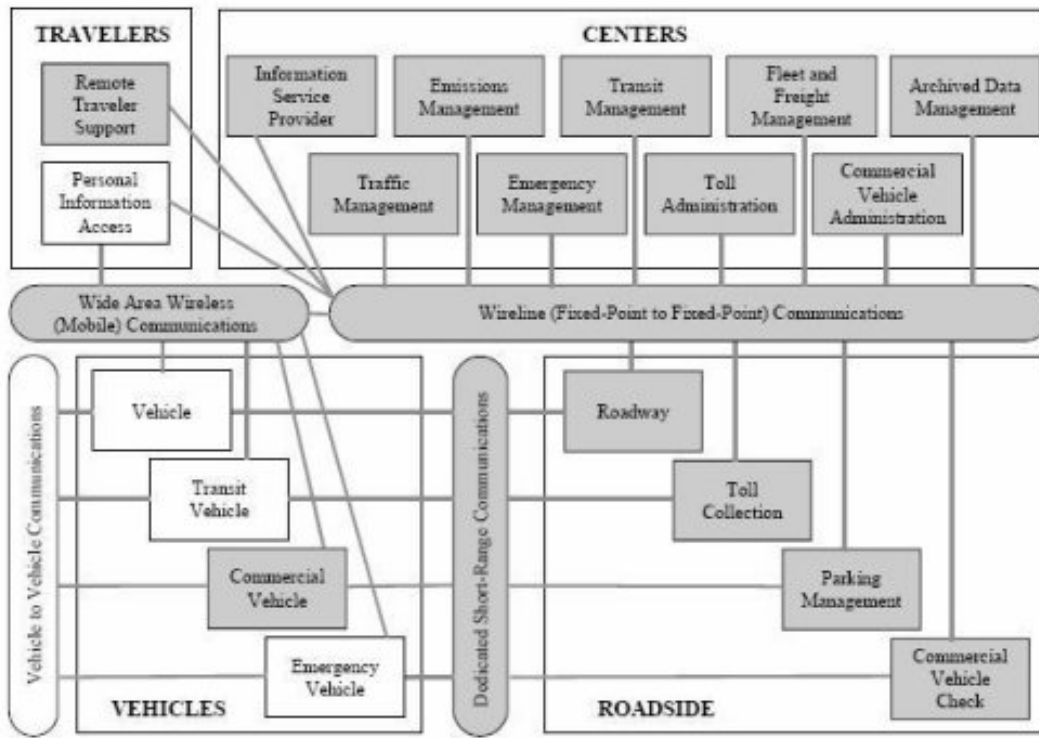 TRAVELERS
Remote
Traveler
Support
Personal
Information
Access
CENTERS
Information
Service
Provider
Emissions
Management
Transit
Management
Fleet and
Freight
Management
Archived Data
Management
Traffic
Management
Emergency
Management
Toll
Administration
Commercial
Vehicle
Administration
Wide Area Wireless
(Mobile) Communications
Wireline (Fixed-Point to Fixed-Point) Communications
Vehicle to Vehicle Communications
Vehicle
Transit
Vehicle
Commercial
Vehicle
Emergency
Vehicle
VEHICLES
Dedicated Short-Range Communications
Roadway
Toll
Collection
Parking
Management
Commercial
Vehicle
Check
ROADSIDE